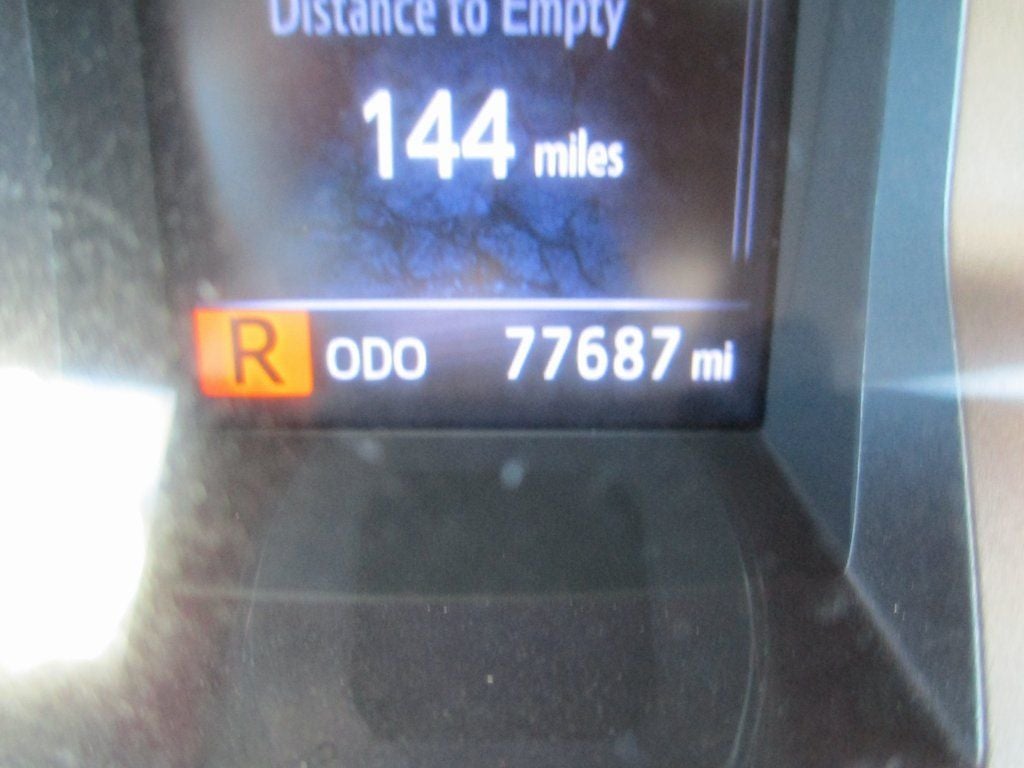 Distance to Empty
144 miles
R ODO 77687 mi